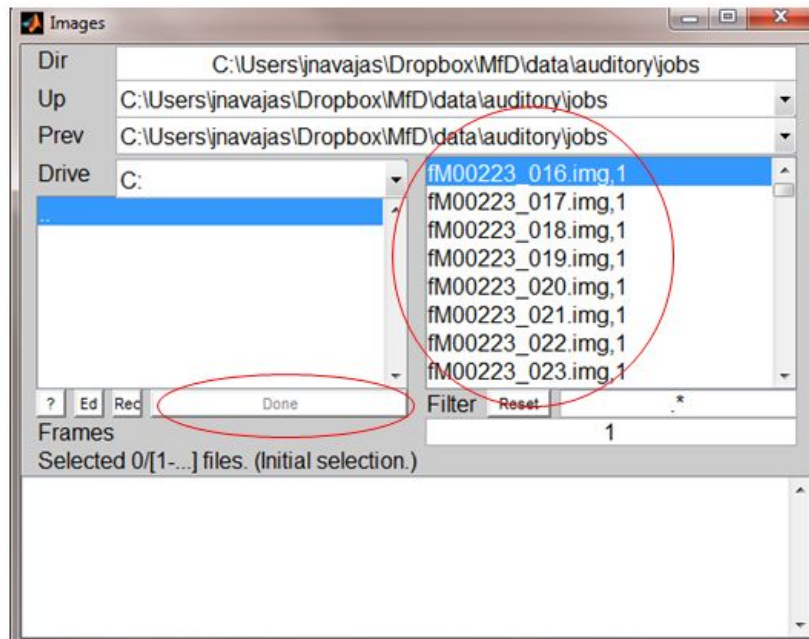 Images
Dir C:\Users\jnavajas\Dropbox\MfD\data\auditory\jobs
Up C:\Users\jnavajas\Dropbox\MfD\data\auditory\jobs
Prev C:\Users\jnavajas\Dropbox\MfD\data\auditory\jobs
Drive C:
..
fM00223_016.img,1
fM00223_017.img,1
fM00223_018.img,1
fM00223_019.img,1
fM00223_020.img,1
fM00223_021.img,1
fM00223_022.img,1
fM00223_023.img,1
? Ed Rec Done Filter Reset .*
Frames 1
Selected 0/[1-...] files. (Initial selection.)